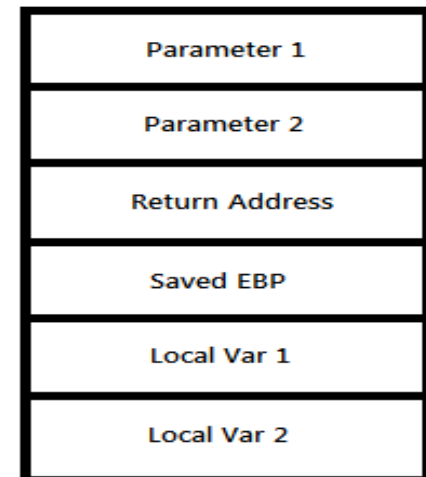 Parameter 1
Parameter 2
Return Address
Saved EBP
Local Var 1
Local Var 2